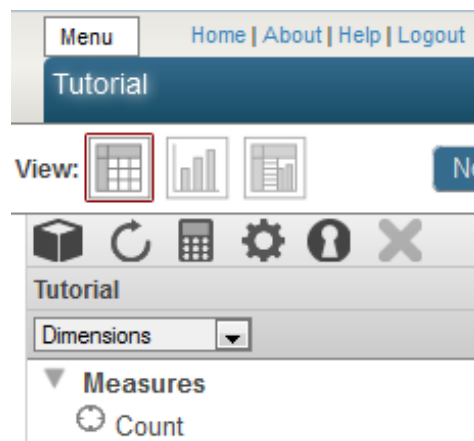 Menu Home | About | Help | Logout
Tutorial
View:
Tutorial
Dimensions
Measures
Count